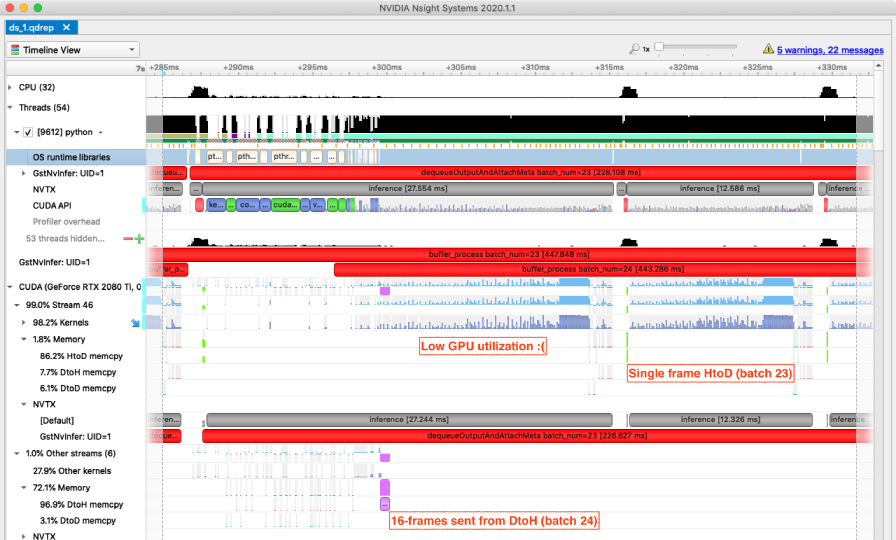 NVIDIA Nsight Systems 2020.1.1
ds_1.qdrep ✕
Timeline View
1x
5 warnings, 22 messages
7s +285ms +290ms +295ms +300ms +305ms +310ms +315ms +320ms +325ms +330ms
CPU (32)
Threads (54)
[9612] python
OS runtime libraries pt... pth... pthr... ... ...
GstNvInfer: UID=1 dequeu... dequeueOutputAndAttachMeta batch_num=23 [228.108 ms]
NVTX inferen... ... inference [27.554 ms] ... inference [12.586 ms] inference...
CUDA API ke... co... cuda... v...
Profiler overhead
53 threads hidden...
GstNvInfer: UID=1 buffer_process batch_num=23 [447.848 ms]
buffer_p... buffer_process batch_num=24 [443.286 ms]
CUDA (GeForce RTX 2080 Ti, 0
99.0% Stream 46
98.2% Kernels
1.8% Memory
Low GPU utilization :(
86.2% HtoD memcpy
7.7% DtoH memcpy
Single frame HtoD (batch 23)
6.1% DtoD memcpy
NVTX
[Default] inferen... inference [27.244 ms] inference [12.326 ms] inference
GstNvInfer: UID=1 deque... dequeueOutputAndAttachMeta batch_num=23 [226.827 ms]
1.0% Other streams (6)
27.9% Other kernels
72.1% Memory
96.9% DtoH memcpy ...
3.1% DtoD memcpy
16-frames sent from DtoH (batch 24)
NVTX